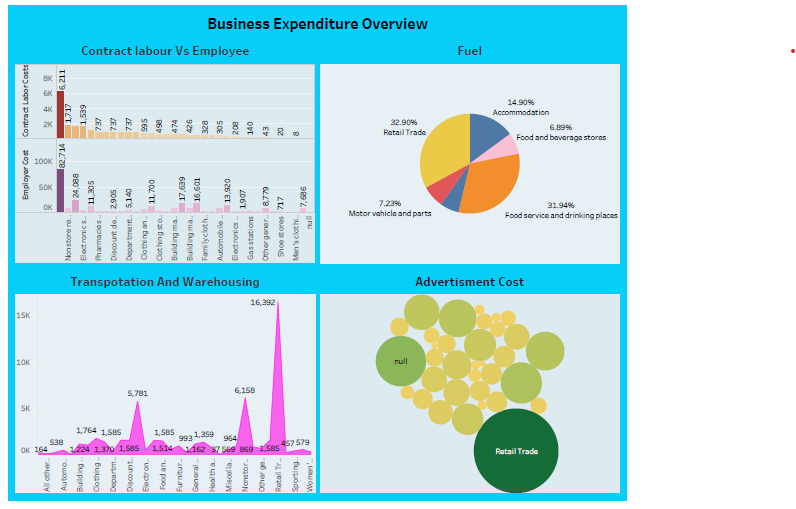 Business Expenditure Overview
Contract labour Vs Employee
Contract Labor Costs
8K
6K
4K
2K
6,211
1,717
1,539
737
737
737
595
498
474
426
328
305
208
140
43
20
8
Employer Cost
100K
50K
0K
82,714
24,088
11,305
2,905
5,140
11,700
17,639
16,601
13,920
1,907
8,779
717
7,686
Nonstore re..
Electronic s..
Pharmacies ..
Discount de..
Department..
Clothing an..
Clothing sto..
Building ma..
Building ma..
Family cloth..
Automobile ..
Electronics ..
Gas stations
Other gener..
Shoe stores
Men's clothi..
null
Fuel
14.90%
Accommodation
6.89%
Food and beverage stores
32.90%
Retail Trade
7.23%
Motor vehicle and parts
31.94%
Food service and drinking places
Transpotation And Warehousing
15K
10K
5K
0K
16,392
5,781
6,158
164
538
1,224
1,764
1,370
1,585
1,585
1,585
1,514
993
1,162
1,359
37
569
964
869
1,585
457
579
All other ..
Automo..
Building ..
Clothing ..
Departm..
Discount..
Electron..
Food an..
Furnitur..
General ..
Health a..
Miscella..
Nonstor..
Other ge..
Retail Tr..
Sporting..
Women'..
Advertisment Cost
null
Retail Trade